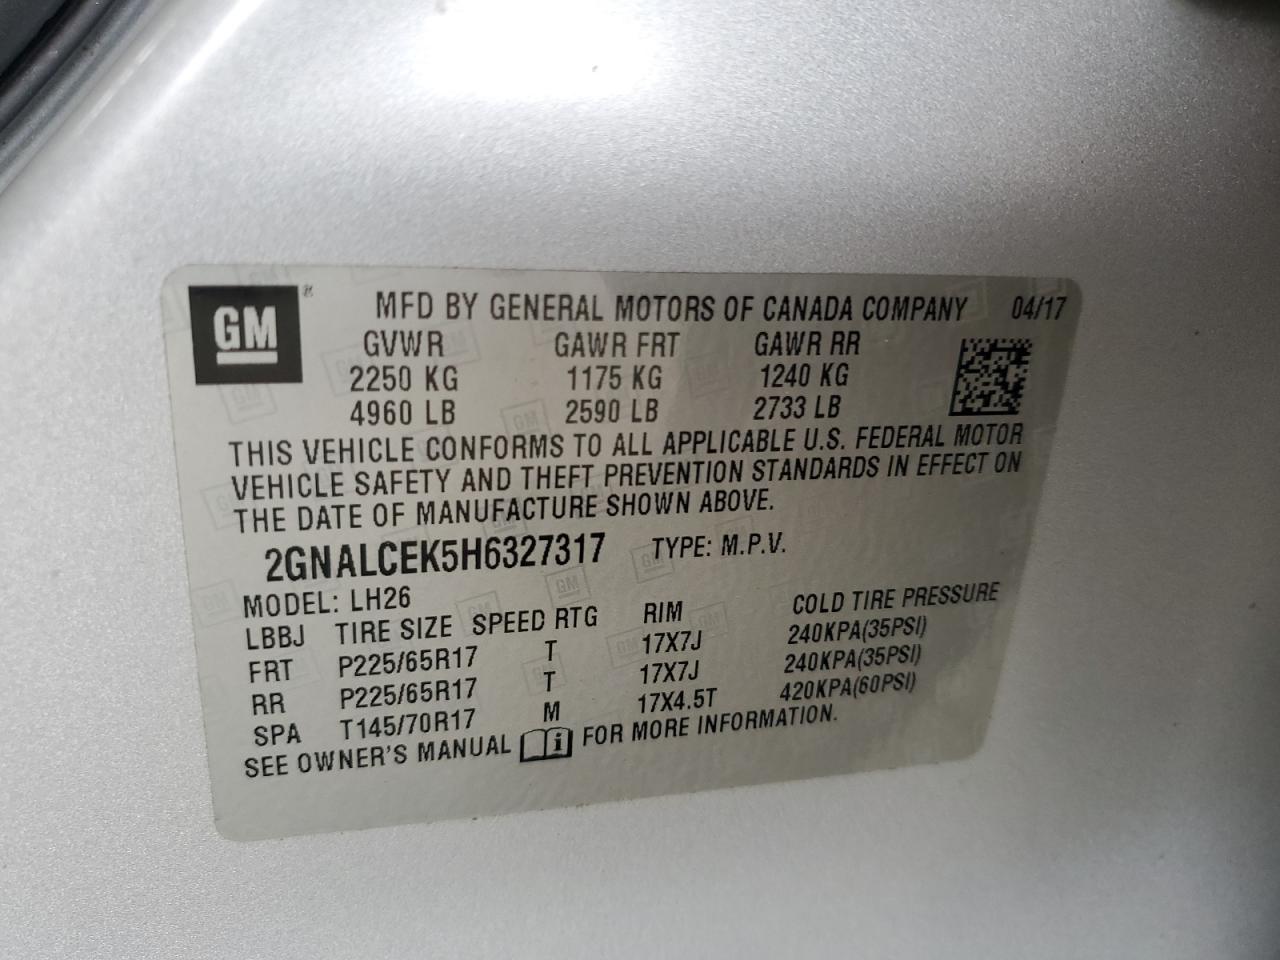 GM ® MFD BY GENERAL MOTORS OF CANADA COMPANY 04/17
GVWR GAWR FRT GAWR RR
2250 KG 1175 KG 1240 KG
4960 LB 2590 LB 2733 LB
THIS VEHICLE CONFORMS TO ALL APPLICABLE U.S. FEDERAL MOTOR
VEHICLE SAFETY AND THEFT PREVENTION STANDARDS IN EFFECT ON
THE DATE OF MANUFACTURE SHOWN ABOVE.
2GNALCEK5H6327317 TYPE: M.P.V.
MODEL: LH26
LBBJ TIRE SIZE SPEED RTG RIM COLD TIRE PRESSURE
FRT P225/65R17 T 17X7J 240KPA(35PSI)
RR P225/65R17 T 17X7J 240KPA(35PSI)
SPA T145/70R17 M 17X4.5T 420KPA(60PSI)
SEE OWNER'S MANUAL i FOR MORE INFORMATION.